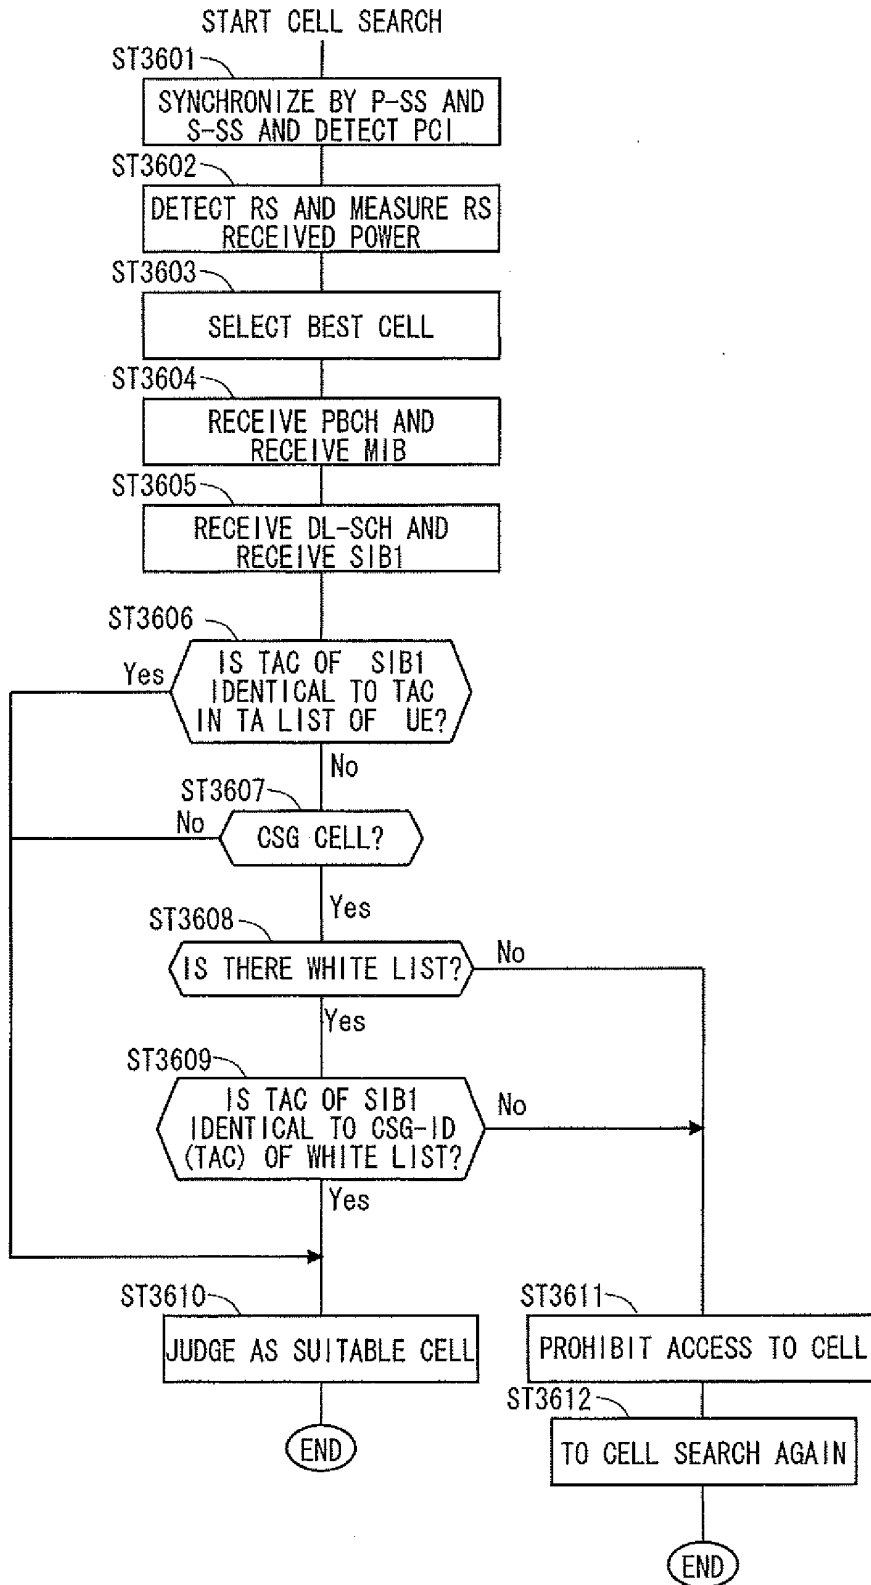 START CELL SEARCH
ST3601
SYNCHRONIZE BY P-SS AND
S-SS AND DETECT PCI
ST3602
DETECT RS AND MEASURE RS
RECEIVED POWER
ST3603
SELECT BEST CELL
ST3604
RECEIVE PBCH AND
RECEIVE MIB
ST3605
RECEIVE DL-SCH AND
RECEIVE SIB1
ST3606
Yes
IS TAC OF SIB1
IDENTICAL TO TAC
IN TA LIST OF UE?
No
ST3607
No
CSG CELL?
Yes
ST3608
IS THERE WHITE LIST?
No
Yes
ST3609
IS TAC OF SIB1
IDENTICAL TO CSG-ID
(TAC) OF WHITE LIST?
No
Yes
ST3610
JUDGE AS SUITABLE CELL
END
ST3611
PROHIBIT ACCESS TO CELL
ST3612
TO CELL SEARCH AGAIN
END